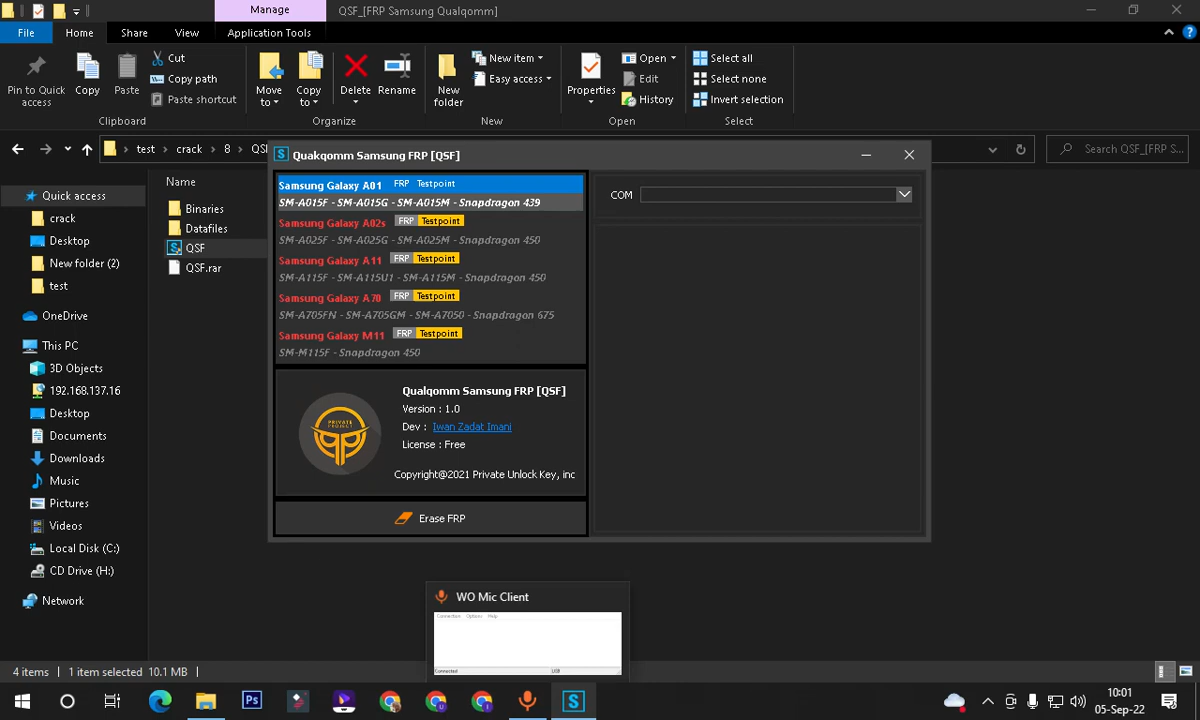 Manage
QSF_[FRP Samsung Qualqomm]
File
Home
Share
View
Application Tools
Pin to Quick access
Copy
Paste
Cut
Copy path
Paste shortcut
Clipboard
Move to
Copy to
Delete
Rename
Organize
New folder
New item
Easy access
New
Properties
Open
Edit
History
Open
Select all
Select none
Invert selection
Select
test
crack
8
QS
Search QSF_[FRP S...
Quick access
crack
Desktop
New folder (2)
test
OneDrive
This PC
3D Objects
192.168.137.16
Desktop
Documents
Downloads
Music
Pictures
Videos
Local Disk (C:)
CD Drive (H:)
Network
Name
Binaries
Datafiles
QSF
QSF.rar
Quakqomm Samsung FRP [QSF]
Samsung Galaxy A01 FRP Testpoint
SM-A015F - SM-A015G - SM-A015M - Snapdragon 439
Samsung Galaxy A02s FRP Testpoint
SM-A025F - SM-A025G - SM-A025M - Snapdragon 450
Samsung Galaxy A11 FRP Testpoint
SM-A115F - SM-A115U1 - SM-A115M - Snapdragon 450
Samsung Galaxy A70 FRP Testpoint
SM-A705FN - SM-A705GM - SM-A7050 - Snapdragon 675
Samsung Galaxy M11 FRP Testpoint
SM-M115F - Snapdragon 450
COM
PRIVATE
PROJECT
Qualqomm Samsung FRP [QSF]
Version : 1.0
Dev : Iwan Zadat Imani
License : Free
Copyright@2021 Private Unlock Key, inc
Erase FRP
WO Mic Client
Connection Options Help
Connected USB
4 items
1 item selected 10.1 MB
Ps
10:01
05-Sep-22